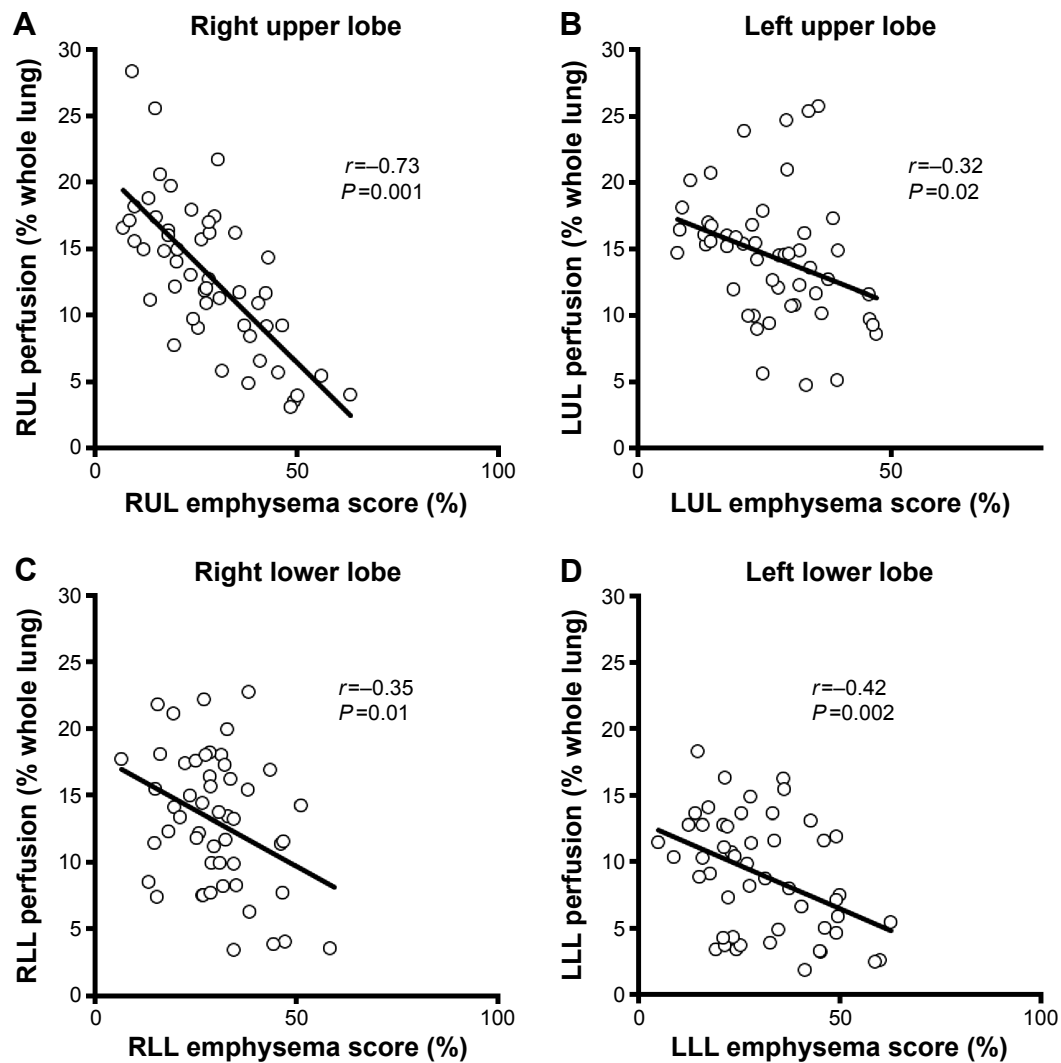 A
Right upper lobe
RUL perfusion (% whole lung)
30
25
20
15
10
5
0
r=–0.73
P=0.001
0
50
100
RUL emphysema score (%)
B
Left upper lobe
LUL perfusion (% whole lung)
30
25
20
15
10
5
0
r=–0.32
P=0.02
0
50
LUL emphysema score (%)
C
Right lower lobe
RLL perfusion (% whole lung)
30
25
20
15
10
5
0
r=–0.35
P=0.01
0
50
100
RLL emphysema score (%)
D
Left lower lobe
LLL perfusion (% whole lung)
30
25
20
15
10
5
0
r=–0.42
P=0.002
0
50
100
LLL emphysema score (%)